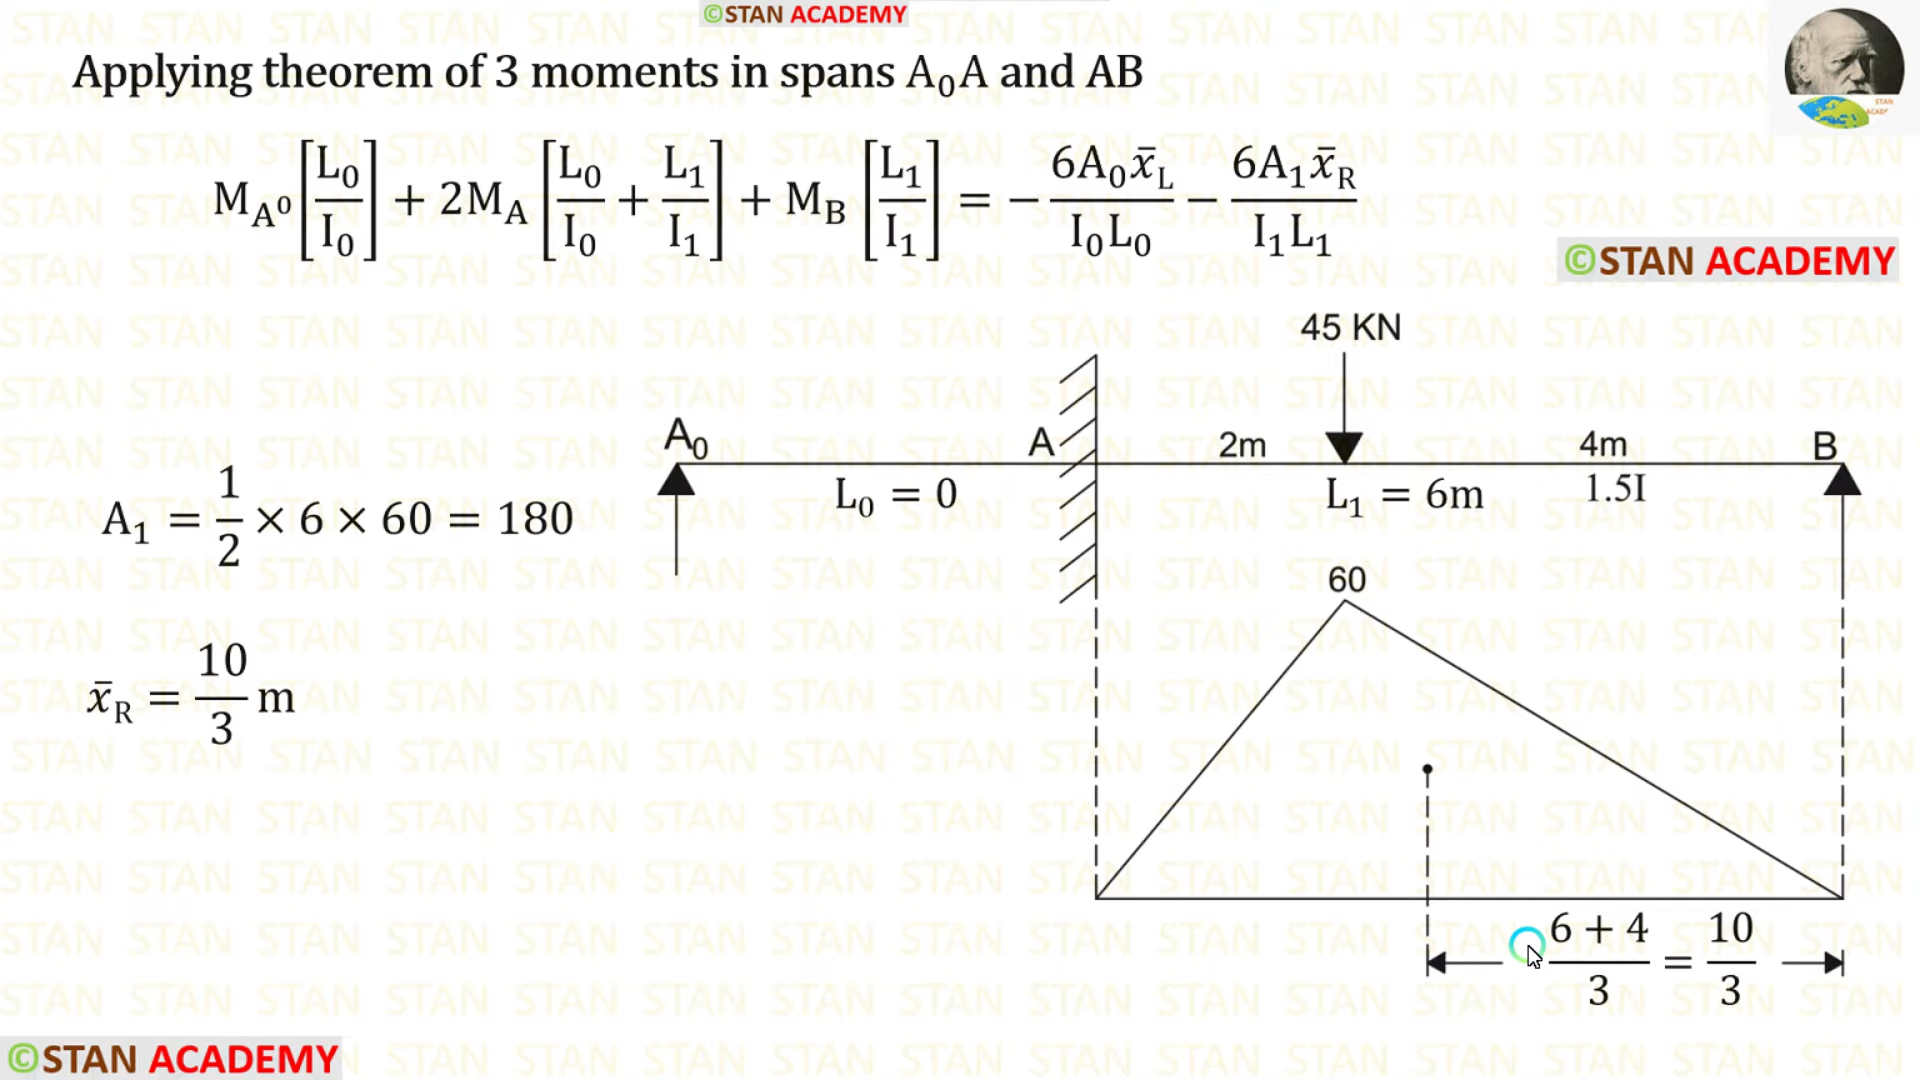 ©STAN ACADEMY
Applying theorem of 3 moments in spans A₀A and AB
M_A⁰ [L₀/I₀] + 2M_A [L₀/I₀ + L₁/I₁] + M_B [L₁/I₁] = − 6A₀x̄_L/I₀L₀ − 6A₁x̄_R/I₁L₁
©STAN ACADEMY
45 KN
A₀ A 2m 4m B
L₀ = 0 L₁ = 6m 1.5I
A₁ = 1/2 × 6 × 60 = 180
60
x̄_R = 10/3 m
6 + 4/3 = 10/3
©STAN ACADEMY